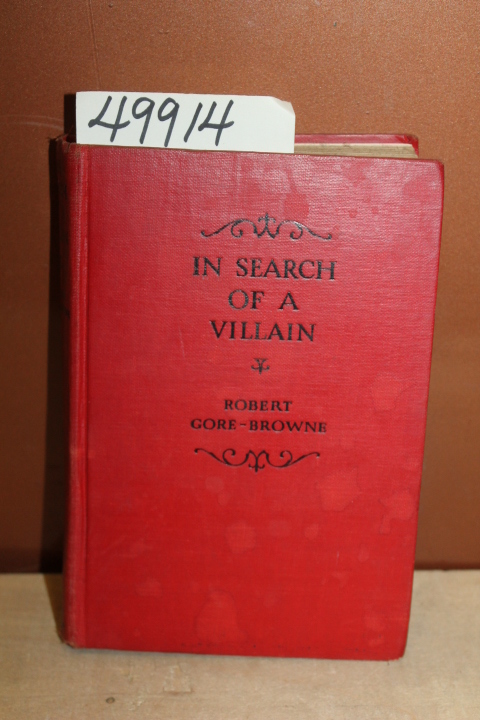 49914
IN SEARCH
OF A
VILLAIN
ROBERT
GORE-BROWNE